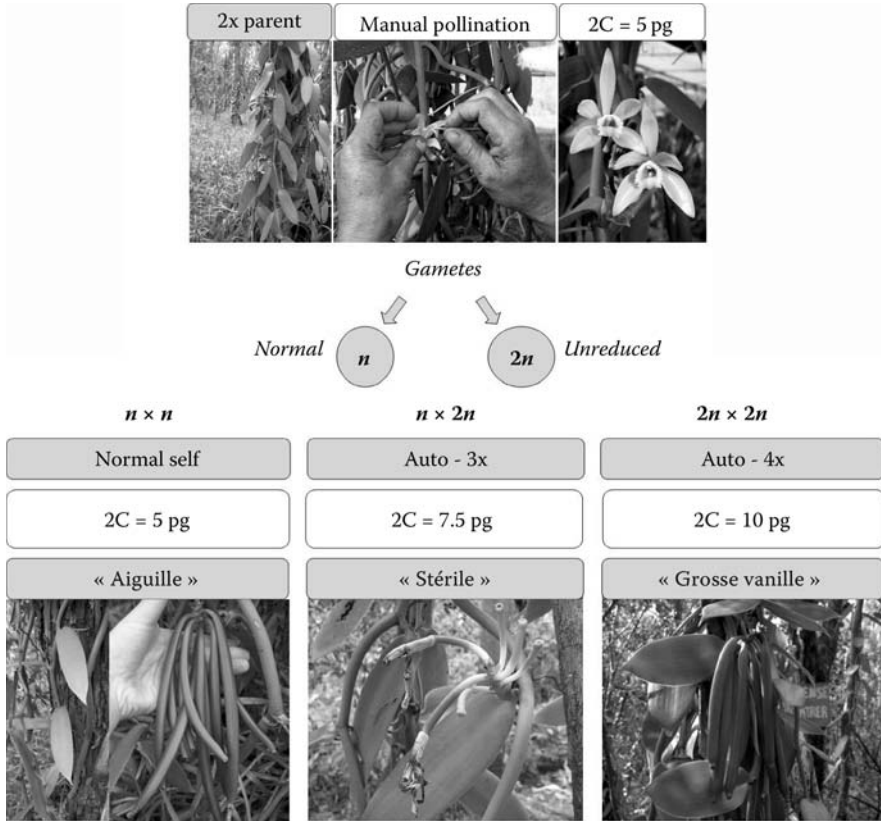 2x parent
Manual pollination
2C = 5 pg
Gametes
Normal
n
2n
Unreduced
n × n
n × 2n
2n × 2n
Normal self
Auto - 3x
Auto - 4x
2C = 5 pg
2C = 7.5 pg
2C = 10 pg
« Aiguille »
« Stérile »
« Grosse vanille »